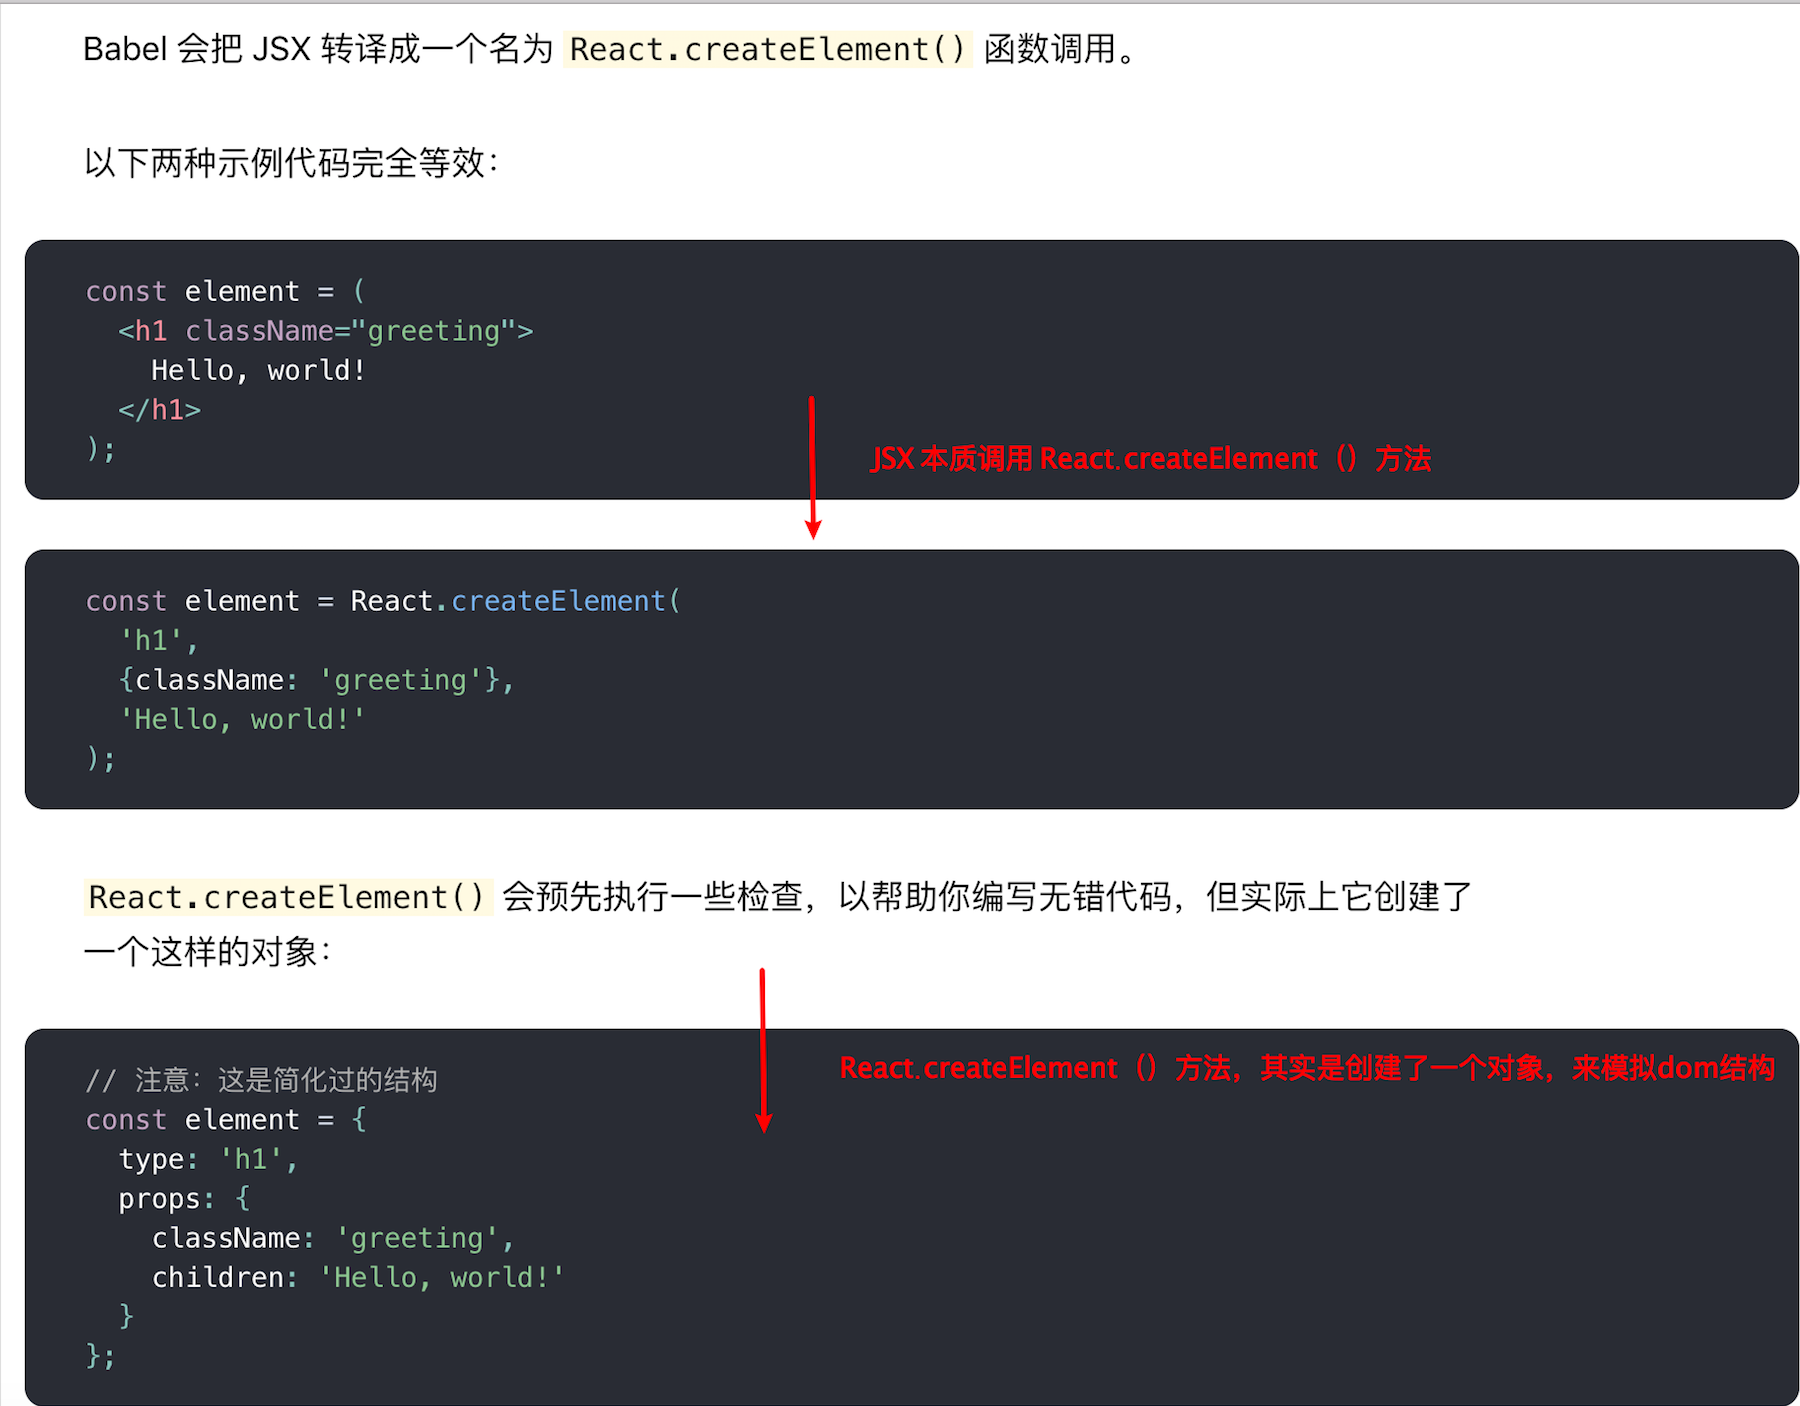 Babel 会把 JSX 转译成一个名为 React.createElement() 函数调用。
以下两种示例代码完全等效：
const element = (
  <h1 className="greeting">
    Hello, world!
  </h1>
);
JSX 本质调用 React.createElement（）方法
const element = React.createElement(
  'h1',
  {className: 'greeting'},
  'Hello, world!'
);
React.createElement() 会预先执行一些检查，以帮助你编写无错代码，但实际上它创建了
一个这样的对象：
React.createElement（）方法，其实是创建了一个对象，来模拟dom结构
// 注意：这是简化过的结构
const element = {
  type: 'h1',
  props: {
    className: 'greeting',
    children: 'Hello, world!'
  }
};